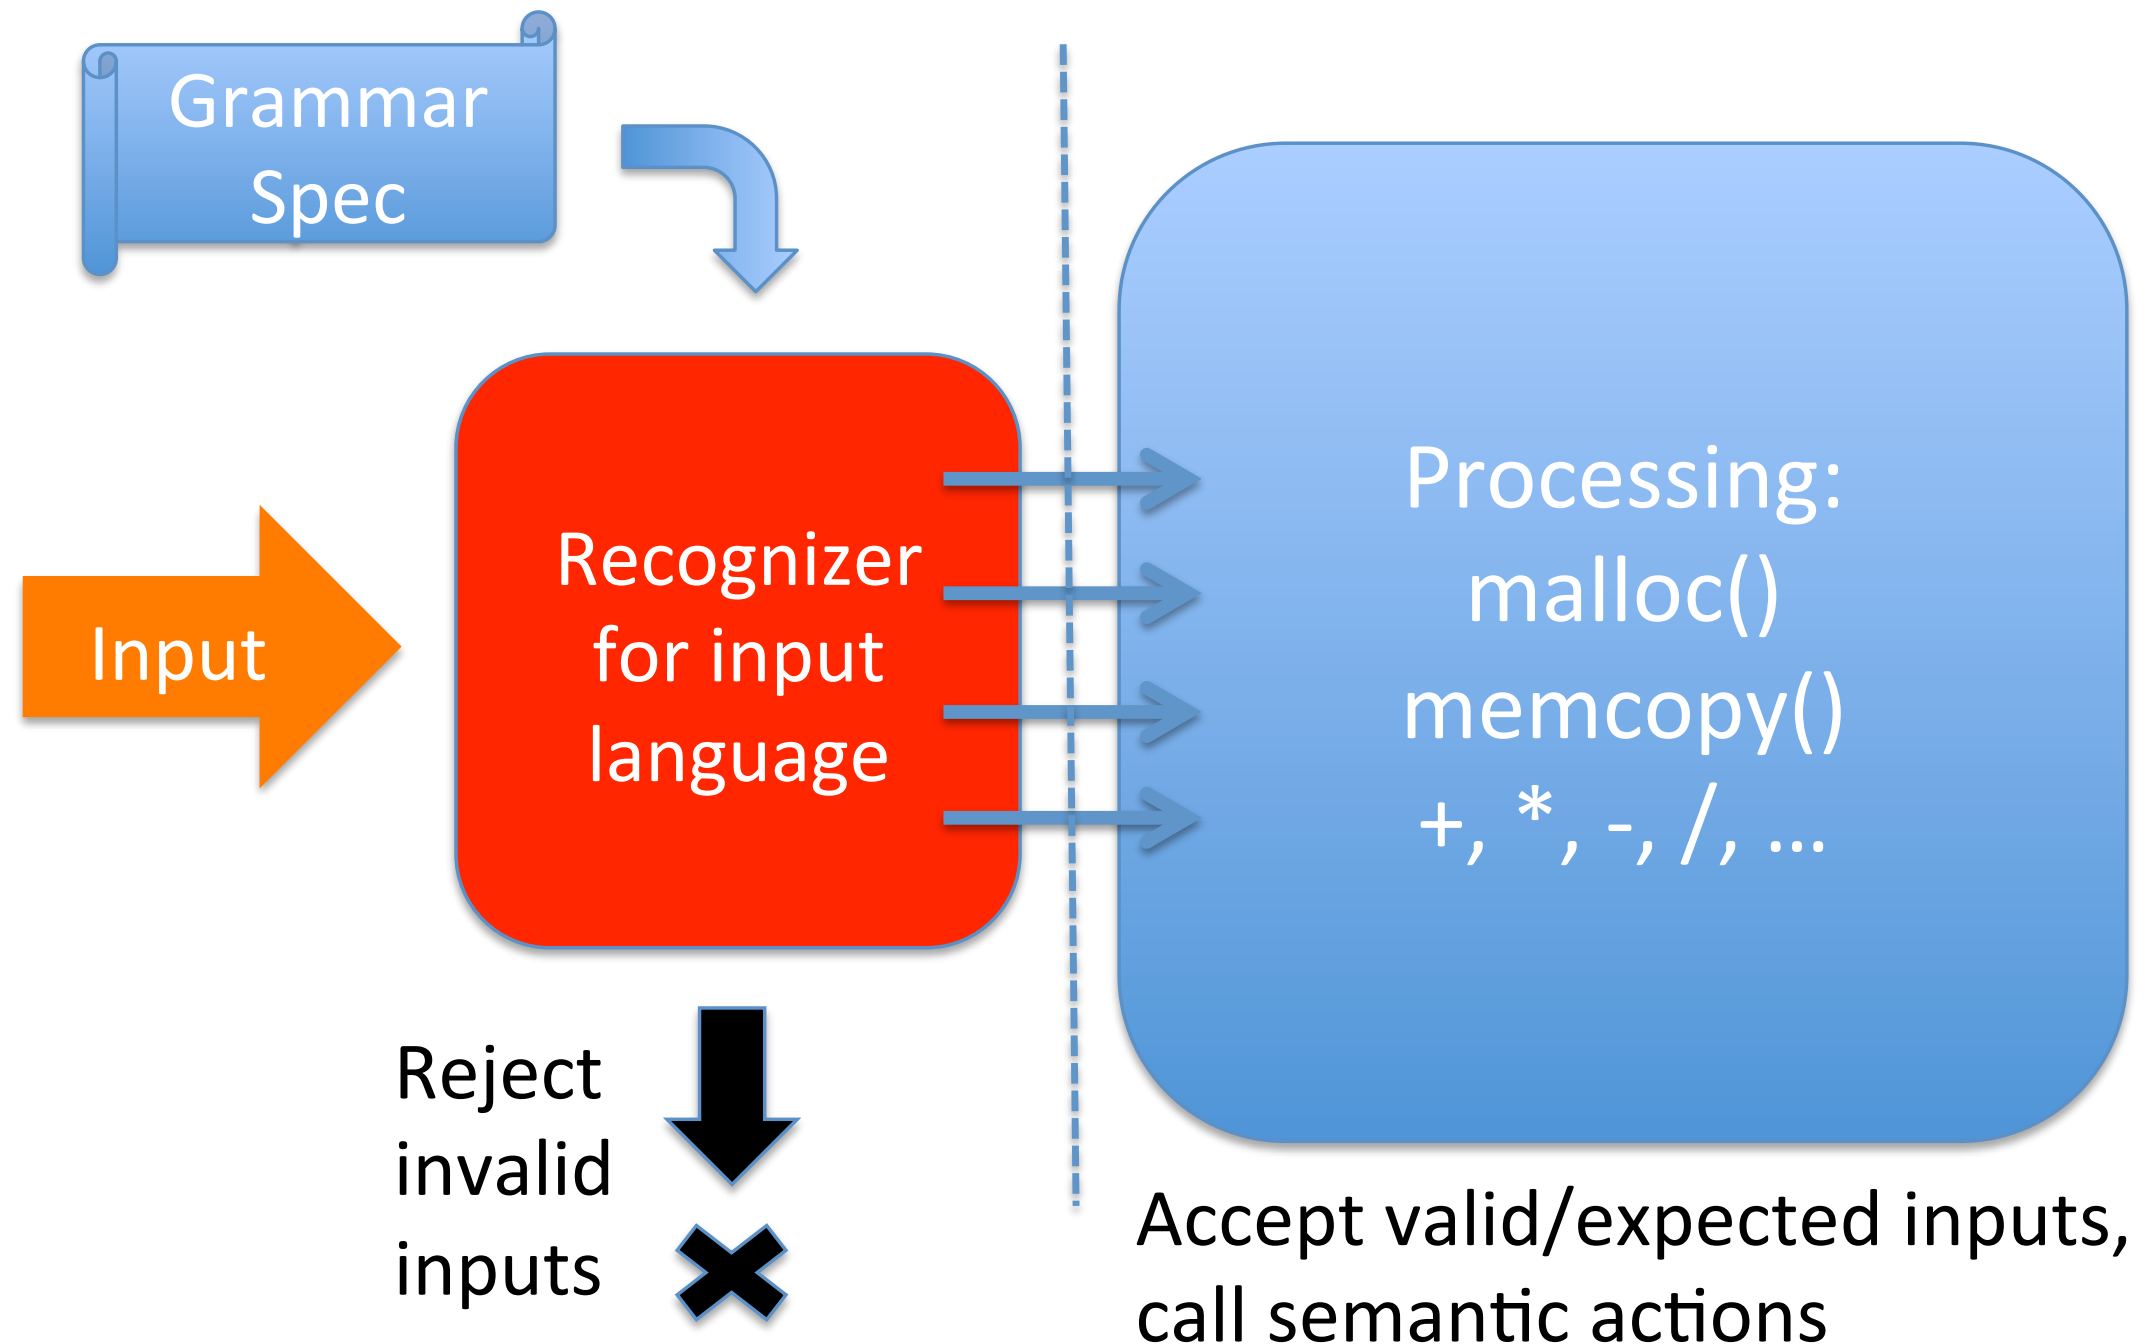 Grammar
Spec
Input
Recognizer
for input
language
Processing:
malloc()
memcopy()
+, *, -, /, ...
Reject
invalid
inputs
Accept valid/expected inputs,
call semantic actions